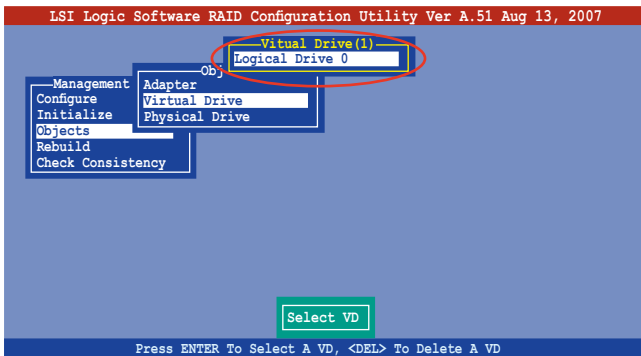 LSI Logic Software RAID Configuration Utility Ver A.51 Aug 13, 2007
Vitual Drive(1)
Logical Drive 0
Obj
Adapter
Virtual Drive
Physical Drive
Management
Configure
Initialize
Objects
Rebuild
Check Consistency
Select VD
Press ENTER To Select A VD, <DEL> To Delete A VD